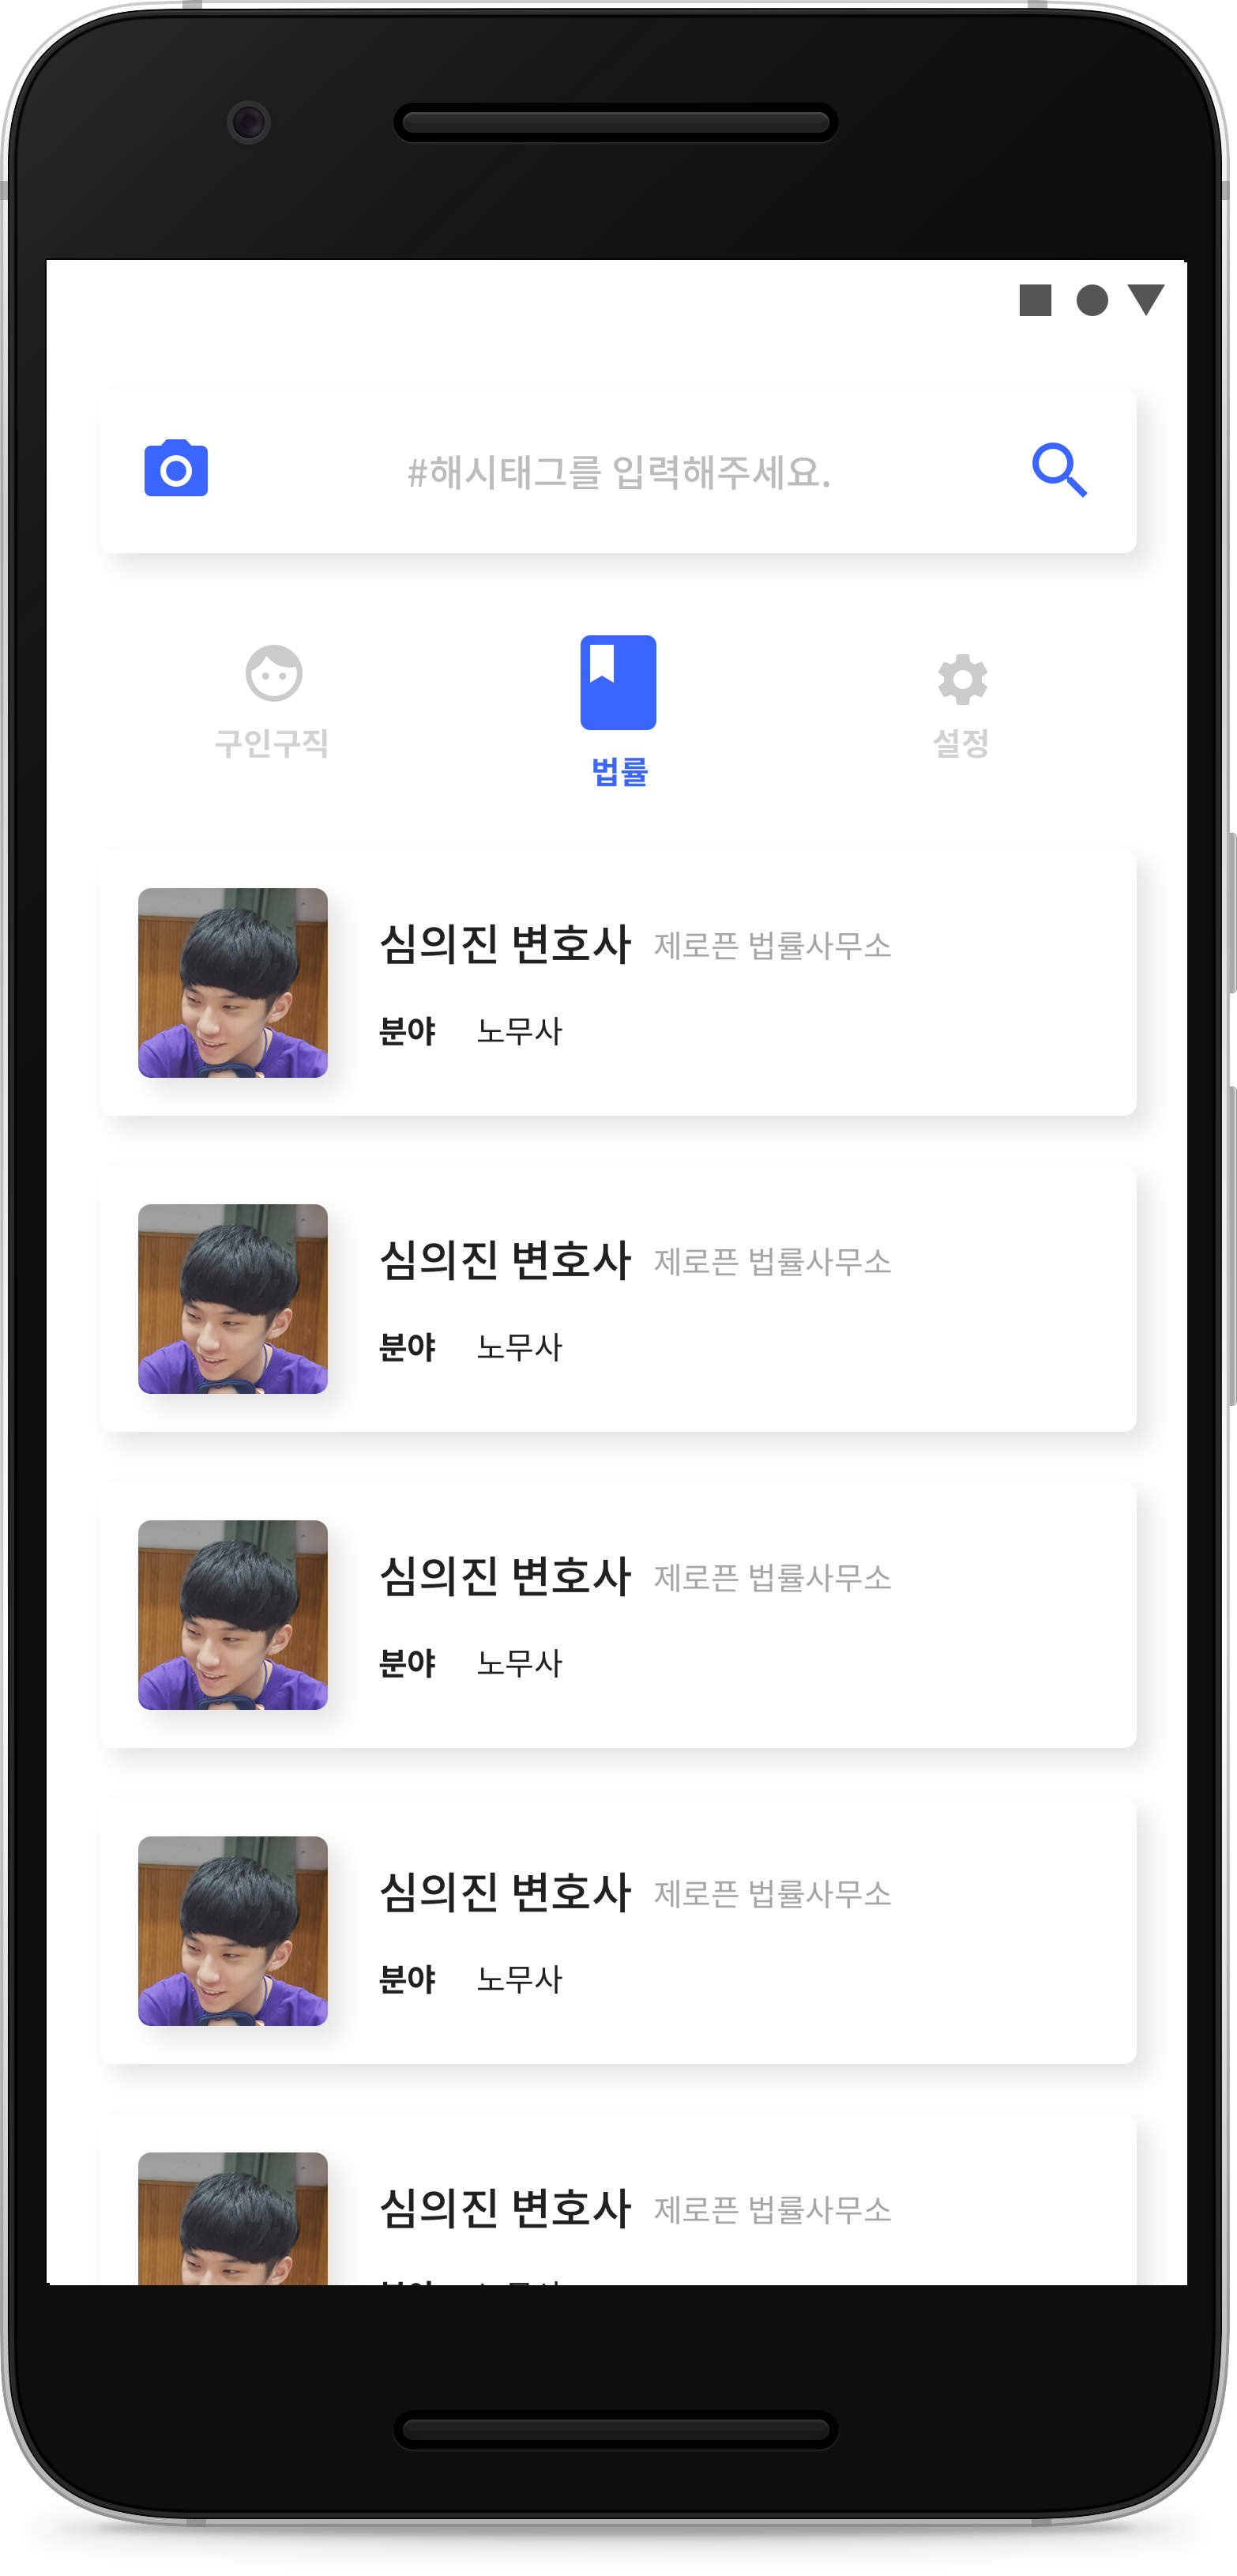 #해시태그를 입력해주세요.
구인구직
법률
설정
심의진 변호사 제로픈 법률사무소
분야 노무사
심의진 변호사 제로픈 법률사무소
분야 노무사
심의진 변호사 제로픈 법률사무소
분야 노무사
심의진 변호사 제로픈 법률사무소
분야 노무사
심의진 변호사 제로픈 법률사무소